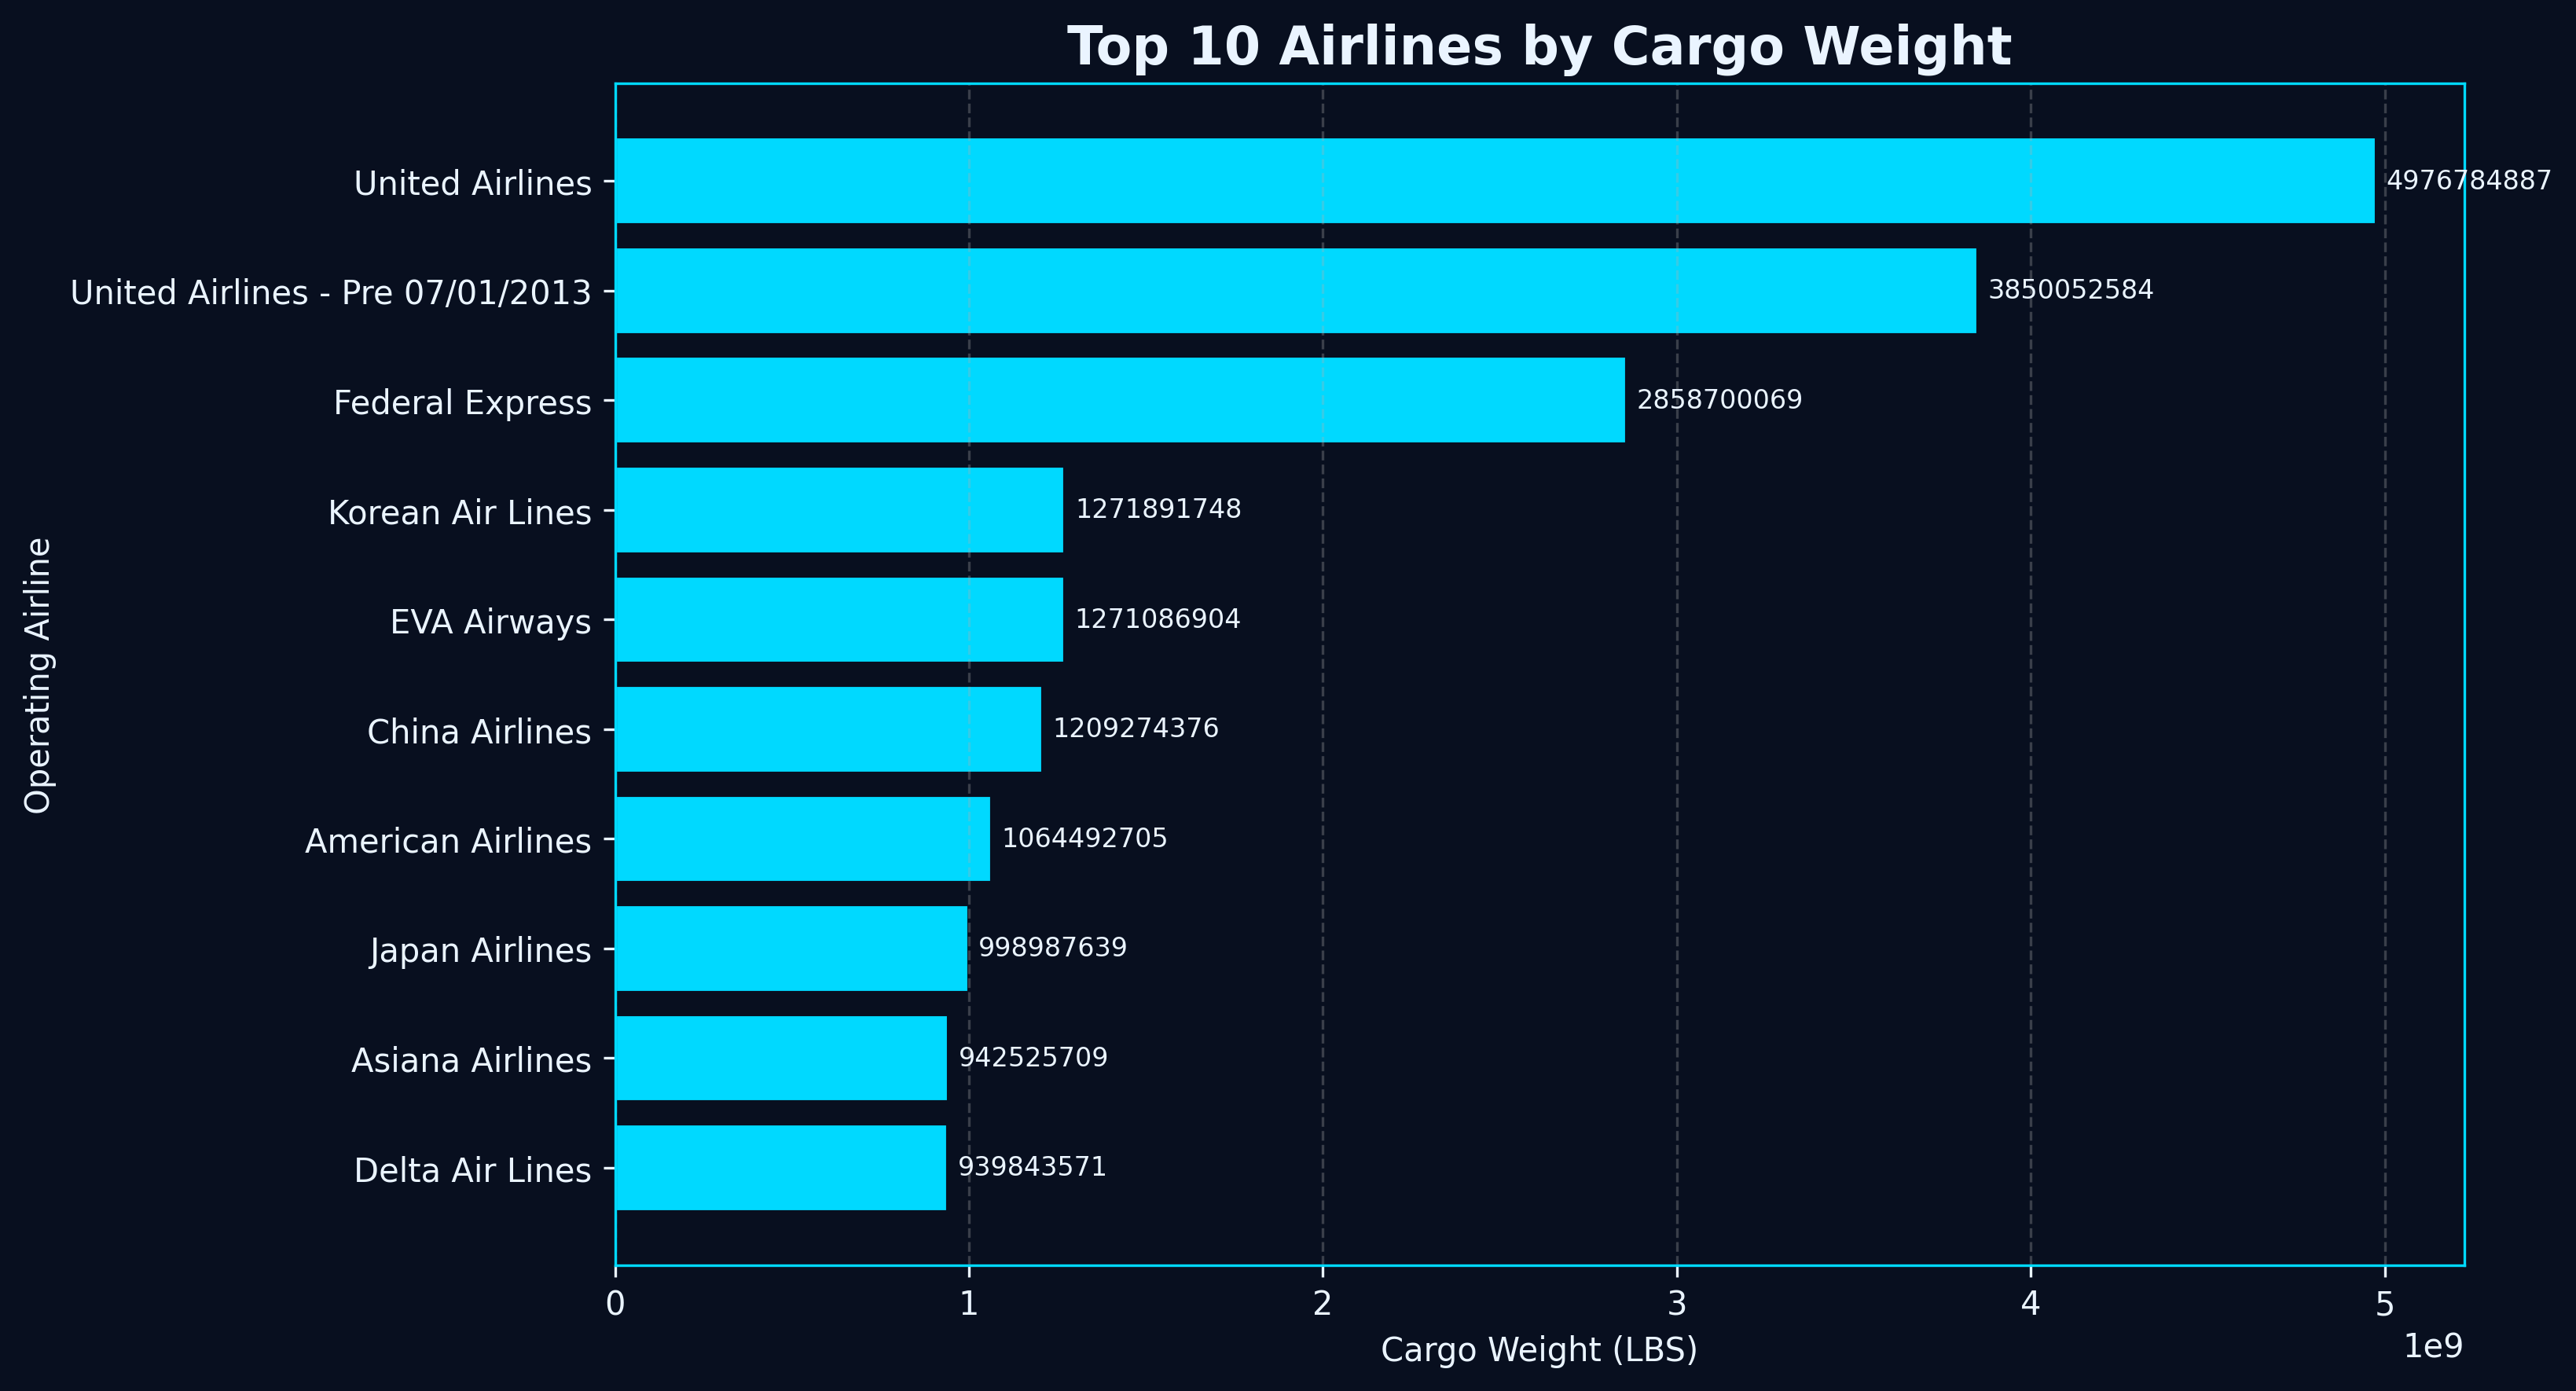 Top 10 Airlines by Cargo Weight
Operating Airline
United Airlines 4976784887
United Airlines - Pre 07/01/2013 3850052584
Federal Express 2858700069
Korean Air Lines 1271891748
EVA Airways 1271086904
China Airlines 1209274376
American Airlines 1064492705
Japan Airlines 998987639
Asiana Airlines 942525709
Delta Air Lines 939843571
0 1 2 3 4 5
1e9
Cargo Weight (LBS)